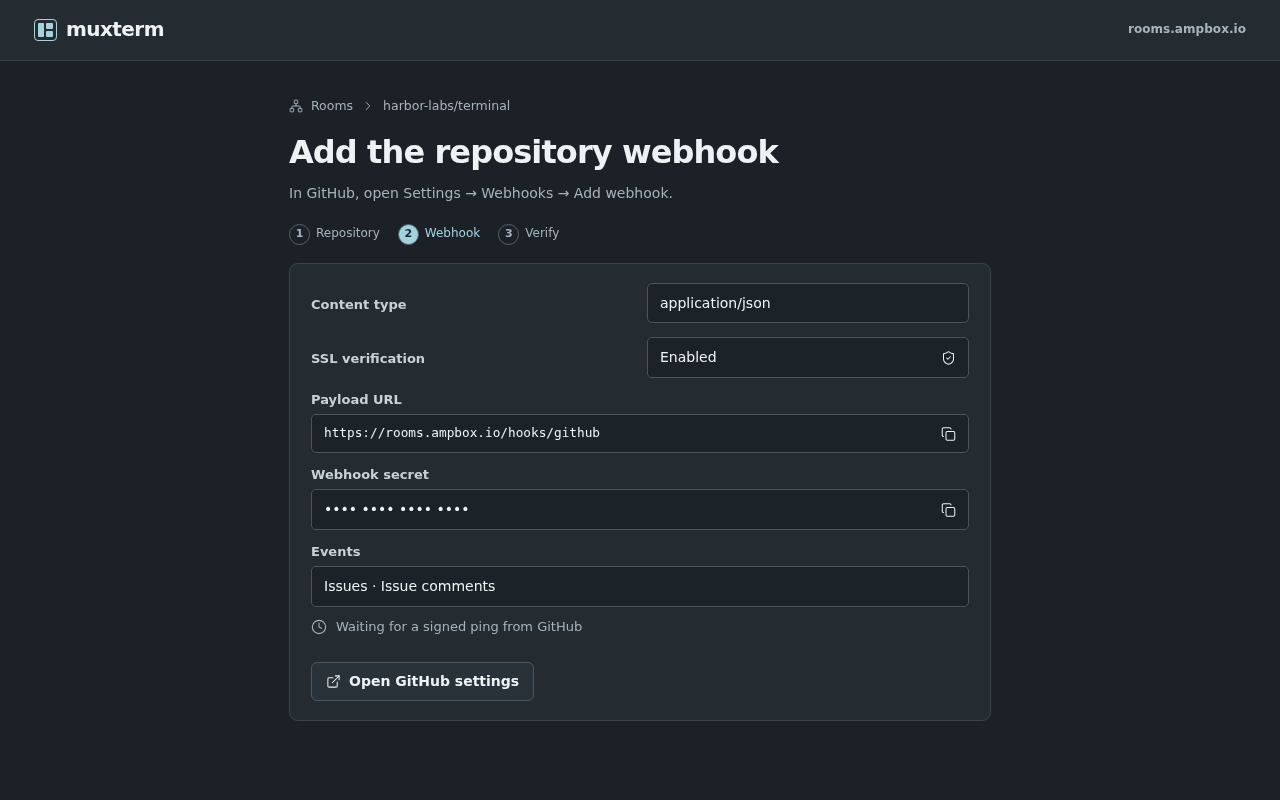 muxterm
rooms.ampbox.io
Rooms > harbor-labs/terminal
Add the repository webhook
In GitHub, open Settings → Webhooks → Add webhook.
1 Repository 2 Webhook 3 Verify
Content type application/json
SSL verification Enabled
Payload URL
https://rooms.ampbox.io/hooks/github
Webhook secret
•••• •••• •••• ••••
Events
Issues · Issue comments
Waiting for a signed ping from GitHub
Open GitHub settings